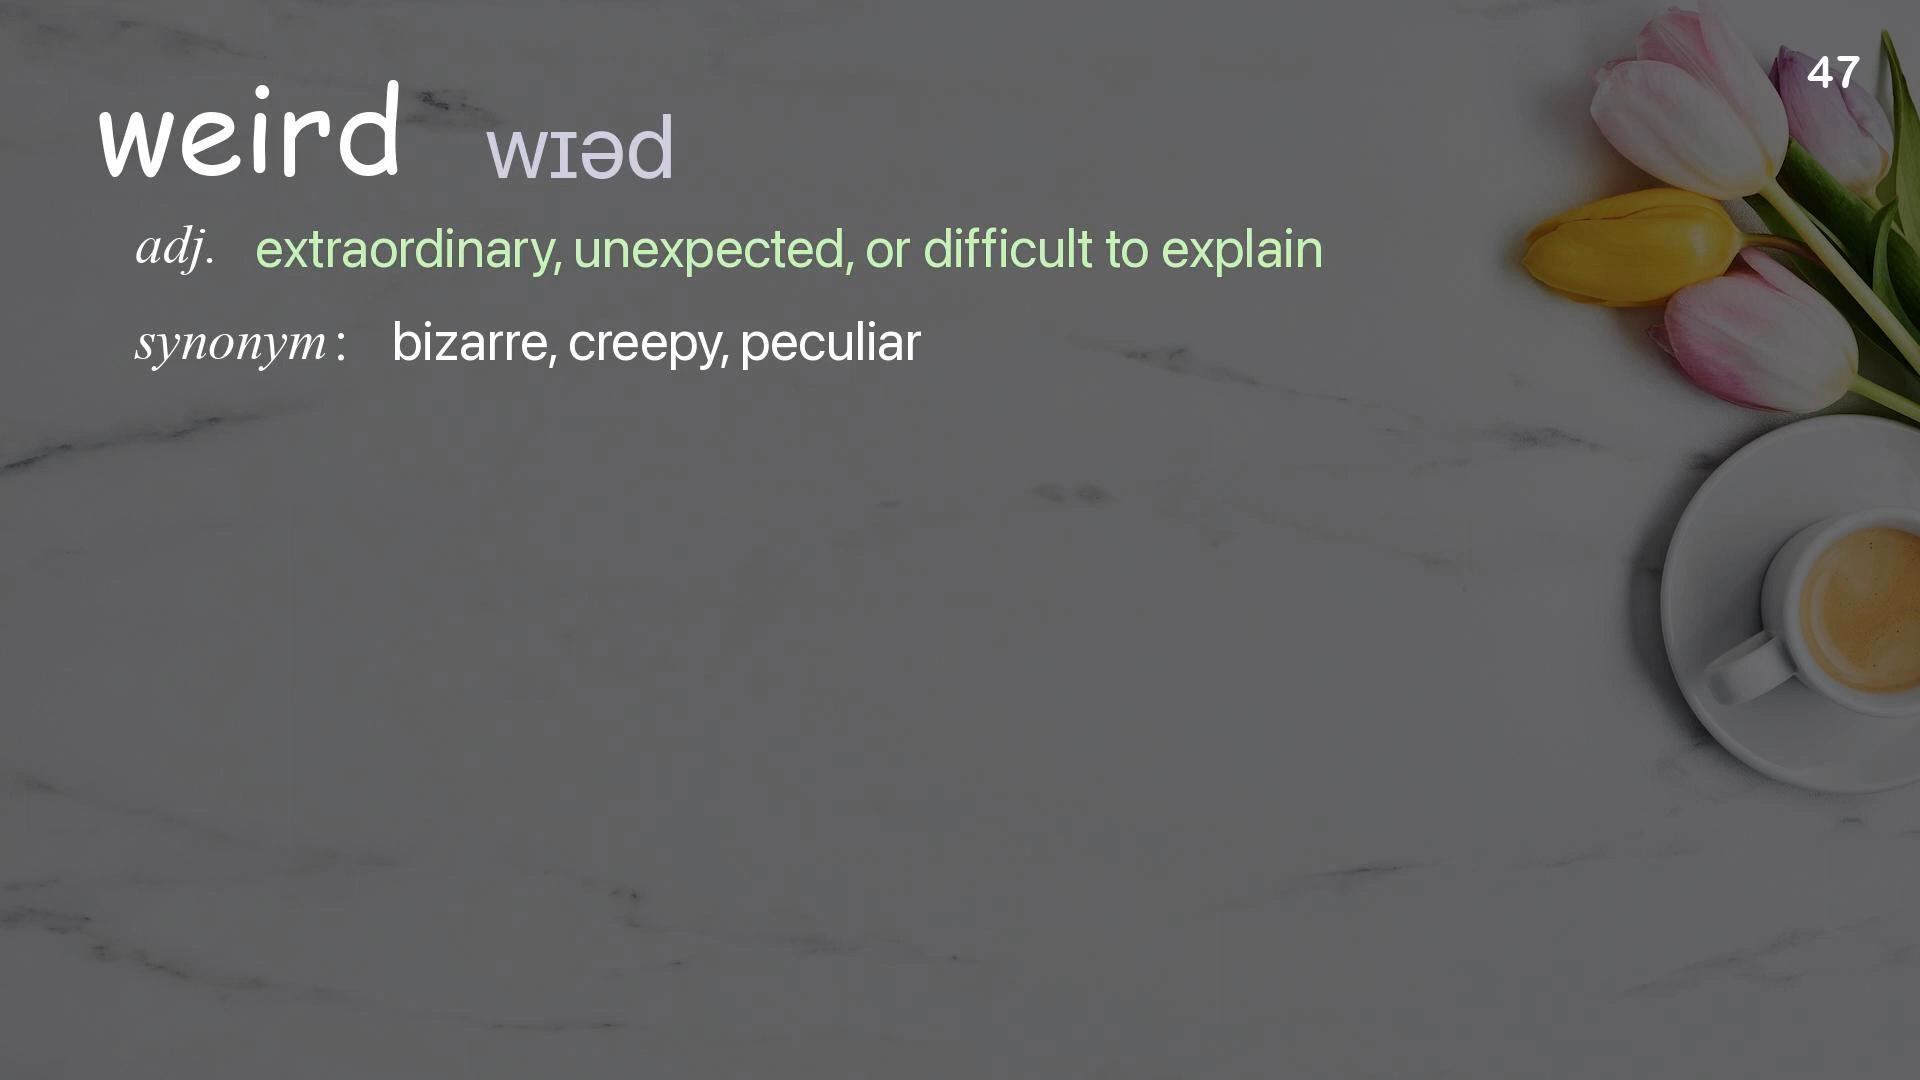 47
weird wɪəd
adj. extraordinary, unexpected, or difficult to explain
synonym: bizarre, creepy, peculiar